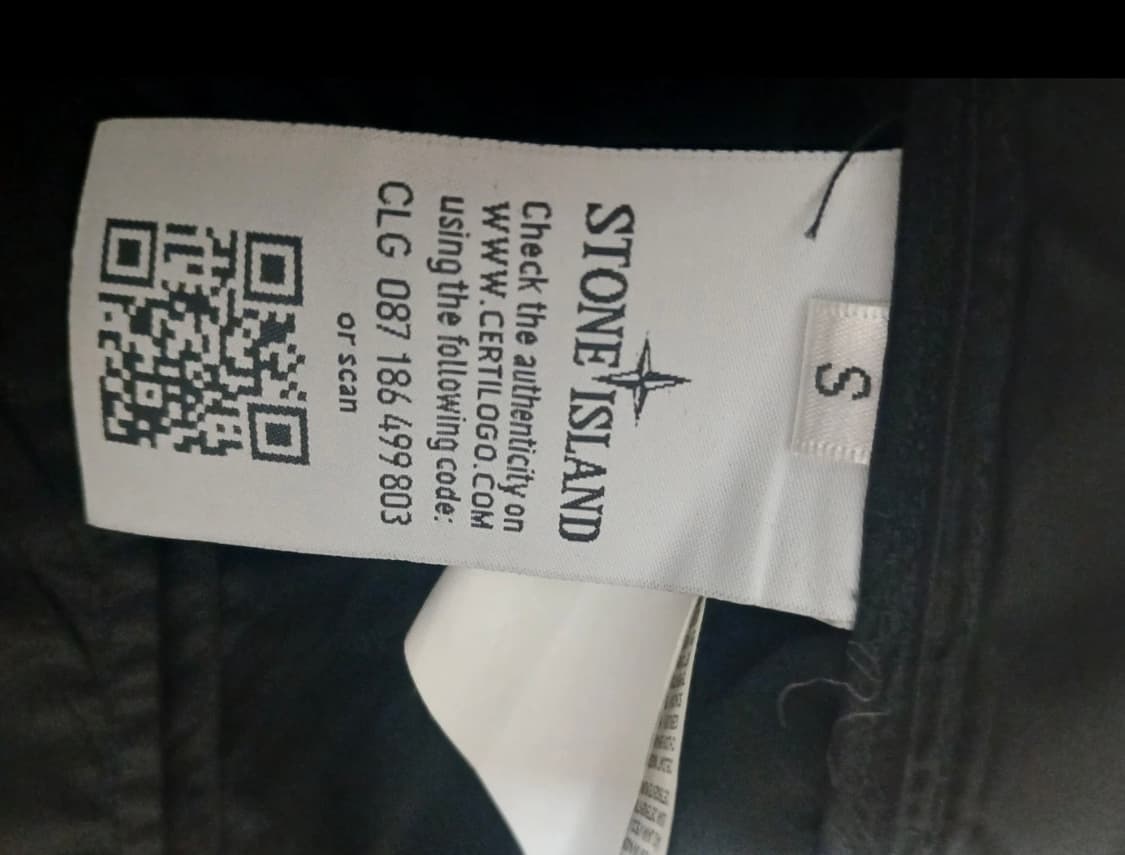 S
STONE ISLAND
Check the authenticity on
WWW.CERTILOGO.COM
using the following code:
CLG 087 186 499 803
or scan